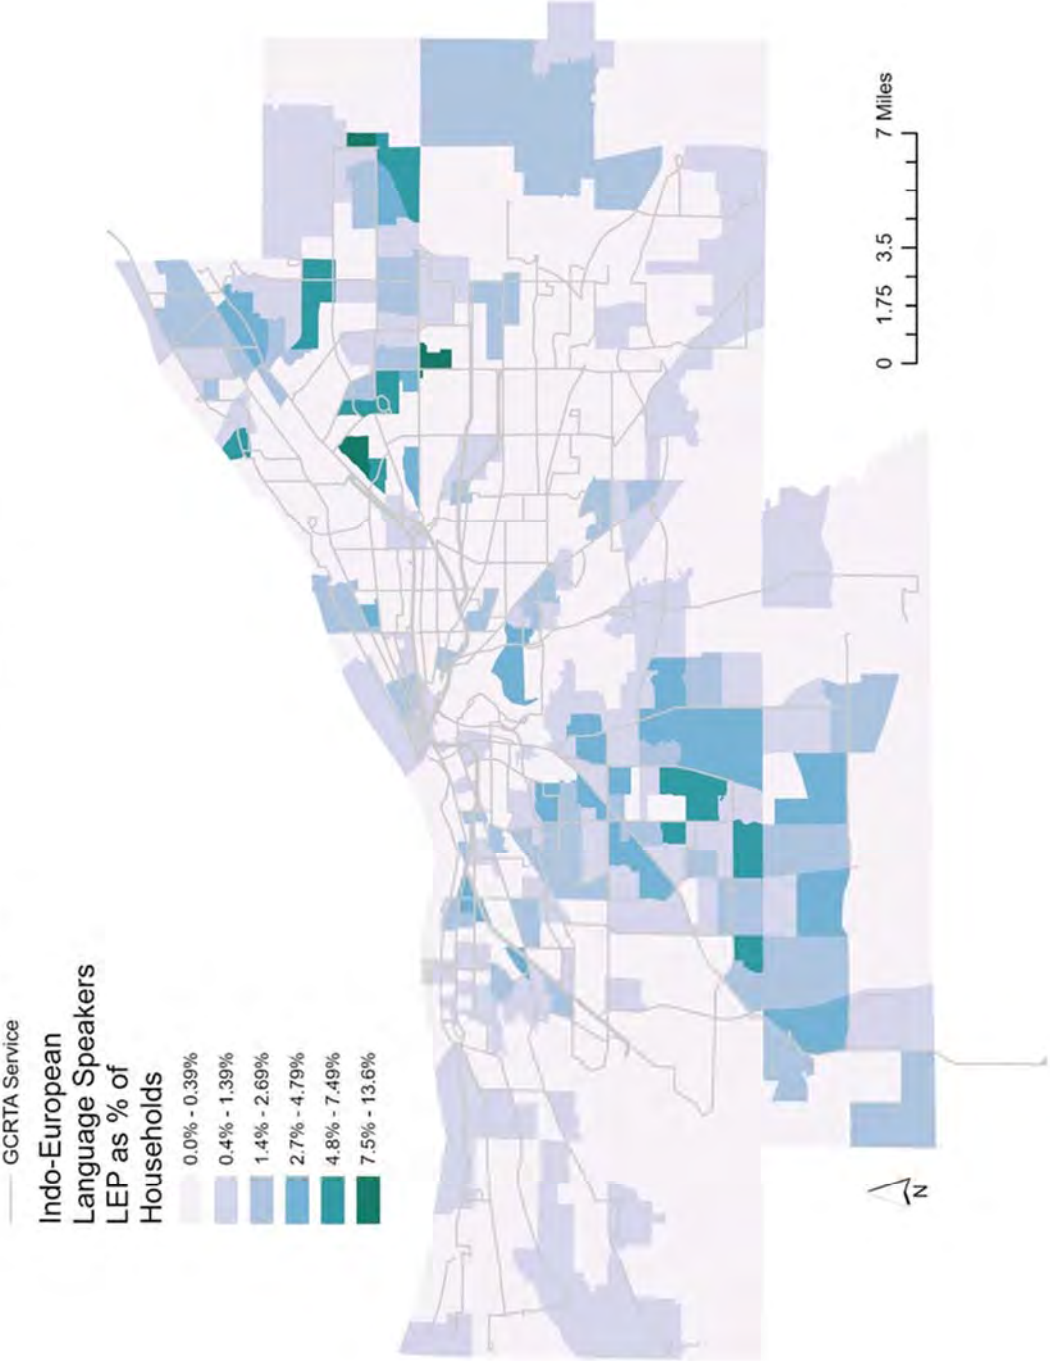 GCRTA Service
Indo-European
Language Speakers
LEP as % of
Households
0.0% - 0.39%
0.4% - 1.39%
1.4% - 2.69%
2.7% - 4.79%
4.8% - 7.49%
7.5% - 13.6%
0 1.75 3.5 7 Miles
N